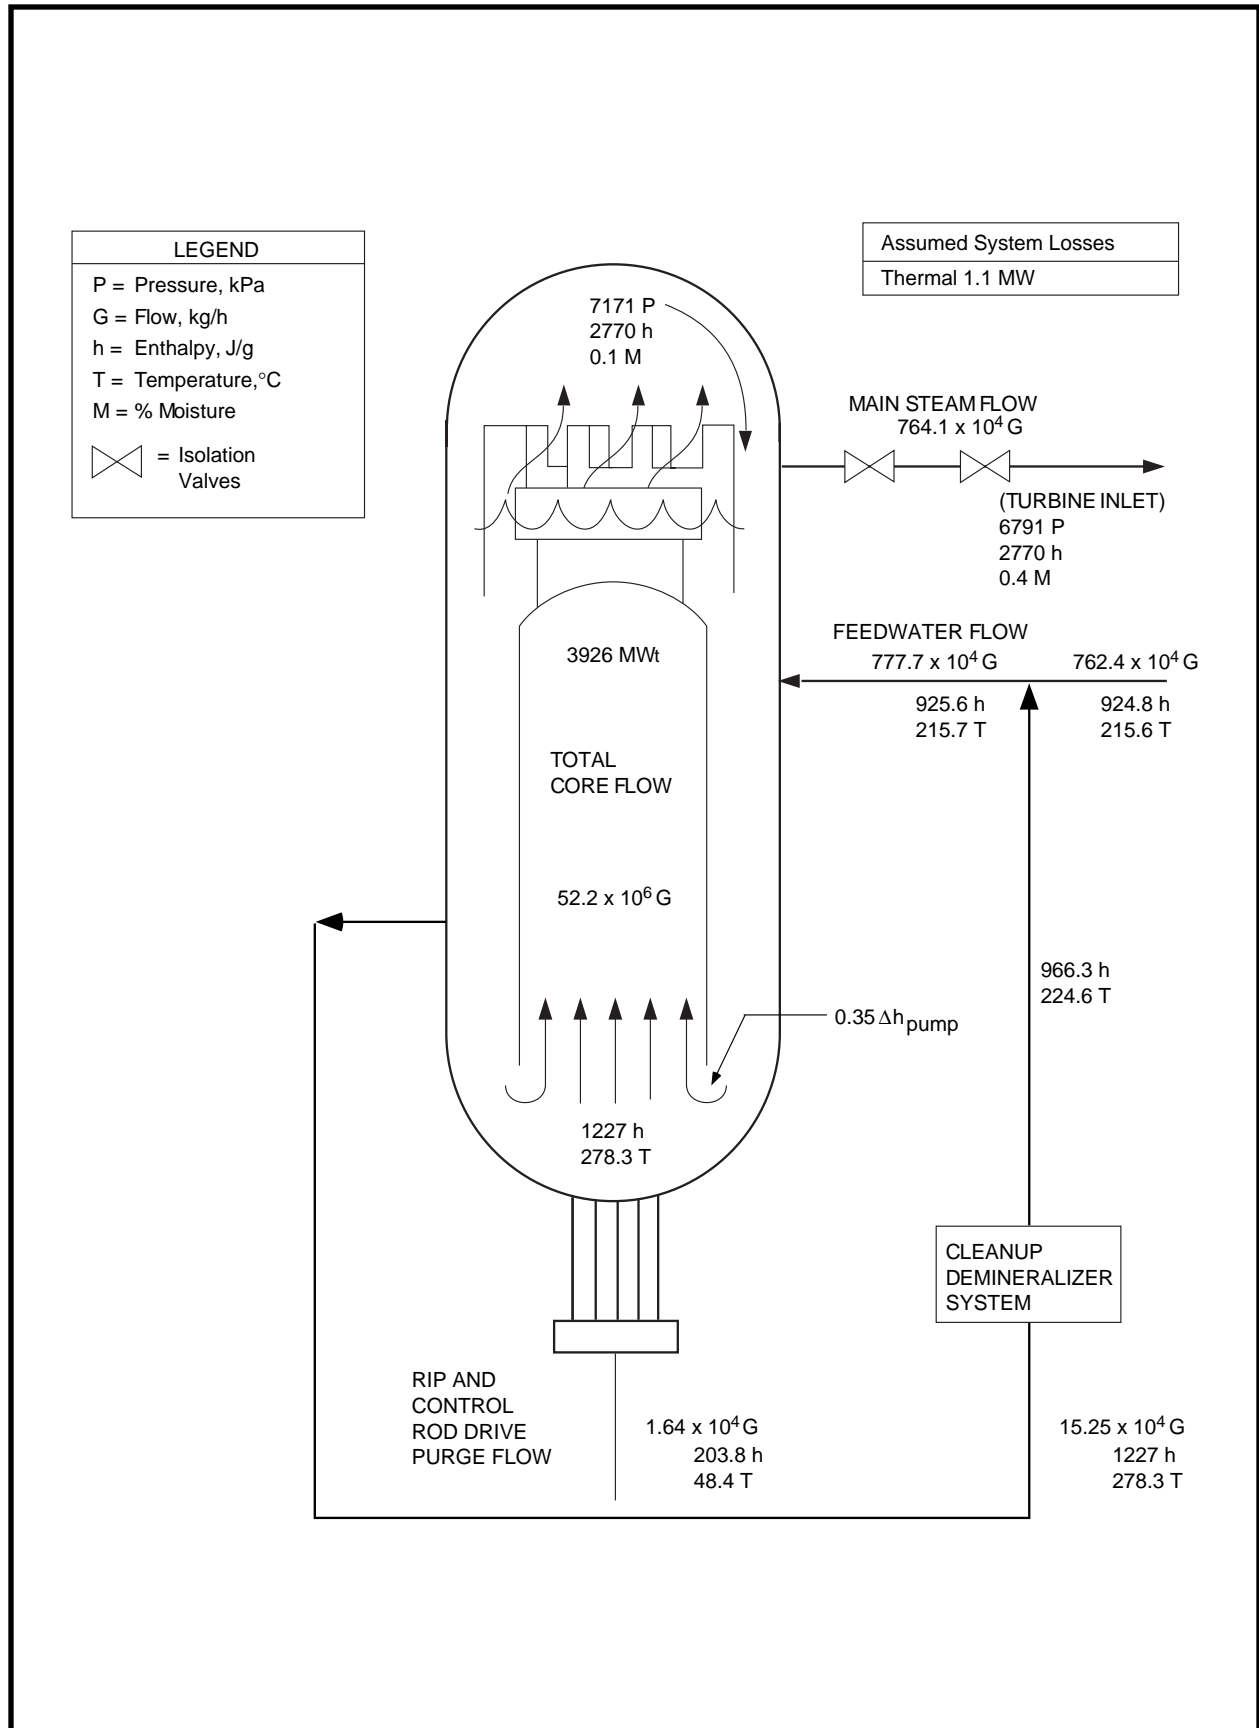 LEGEND
P = Pressure, kPa
G = Flow, kg/h
h = Enthalpy, J/g
T = Temperature,°C
M = % Moisture
= Isolation
Valves
Assumed System Losses
Thermal 1.1 MW
7171 P
2770 h
0.1 M
MAIN STEAM FLOW
764.1 x 10⁴ G
(TURBINE INLET)
6791 P
2770 h
0.4 M
3926 MWt
FEEDWATER FLOW
777.7 x 10⁴ G
762.4 x 10⁴ G
925.6 h
215.7 T
924.8 h
215.6 T
TOTAL
CORE FLOW
52.2 x 10⁶ G
966.3 h
224.6 T
0.35 Δh pump
1227 h
278.3 T
CLEANUP
DEMINERALIZER
SYSTEM
RIP AND
CONTROL
ROD DRIVE
PURGE FLOW
1.64 x 10⁴ G
203.8 h
48.4 T
15.25 x 10⁴ G
1227 h
278.3 T